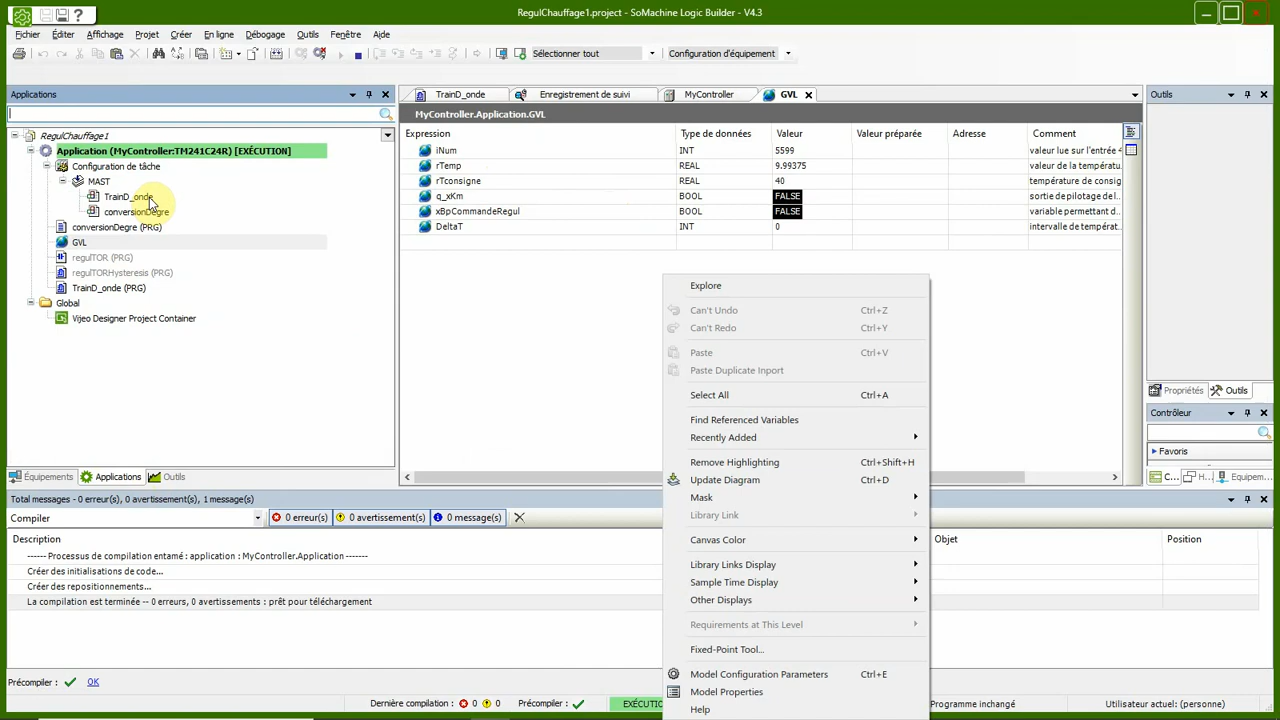 RegulChauffage1.project - SoMachine Logic Builder - V4.3
Fichier Éditer Affichage Projet Créer En ligne Débogage Outils Fenêtre Aide
Sélectionner tout Configuration d'équipement
Applications
TrainD_onde Enregistrement de suivi MyController GVL
Outils
MyController.Application.GVL
Expression Type de données Valeur Valeur préparée Adresse Comment
iNum INT 5599 valeur lue sur l'entrée
rTemp REAL 9.99375 valeur de la températu
rTconsigne REAL 40 température de consig
q_xKm BOOL FALSE sortie de pilotage de l
xBpCommandeRegul BOOL FALSE variable permettant d
DeltaT INT 0 intervalle de températ
RegulChauffage1
Application (MyController:TM241C24R) [EXÉCUTION]
Configuration de tâche
MAST
TrainD_onde
conversionDegre
conversionDegre (PRG)
GVL
regulTOR (PRG)
regulTORHysteresis (PRG)
TrainD_onde (PRG)
Global
Vijeo Designer Project Container
Explore
Can't Undo Ctrl+Z
Can't Redo Ctrl+Y
Paste Ctrl+V
Paste Duplicate Inport
Select All Ctrl+A
Find Referenced Variables
Recently Added
Remove Highlighting Ctrl+Shift+H
Update Diagram Ctrl+D
Mask
Library Link
Canvas Color
Library Links Display
Sample Time Display
Other Displays
Requirements at This Level
Fixed-Point Tool...
Model Configuration Parameters Ctrl+E
Model Properties
Help
Propriétés Outils
Contrôleur
Favoris
C... H... Equipem...
Équipements Applications Outils
Total messages - 0 erreur(s), 0 avertissement(s), 1 message(s)
Compiler 0 erreur(s) 0 avertissement(s) 0 message(s)
Description Objet Position
------ Processus de compilation entamé : application : MyController.Application -------
Créer des initialisations de code...
Créer des repositionnements...
La compilation est terminée -- 0 erreurs, 0 avertissements : prêt pour téléchargement
Précompiler : OK
Dernière compilation : 0 0 Précompiler : Programme inchangé Utilisateur actuel: (personne)